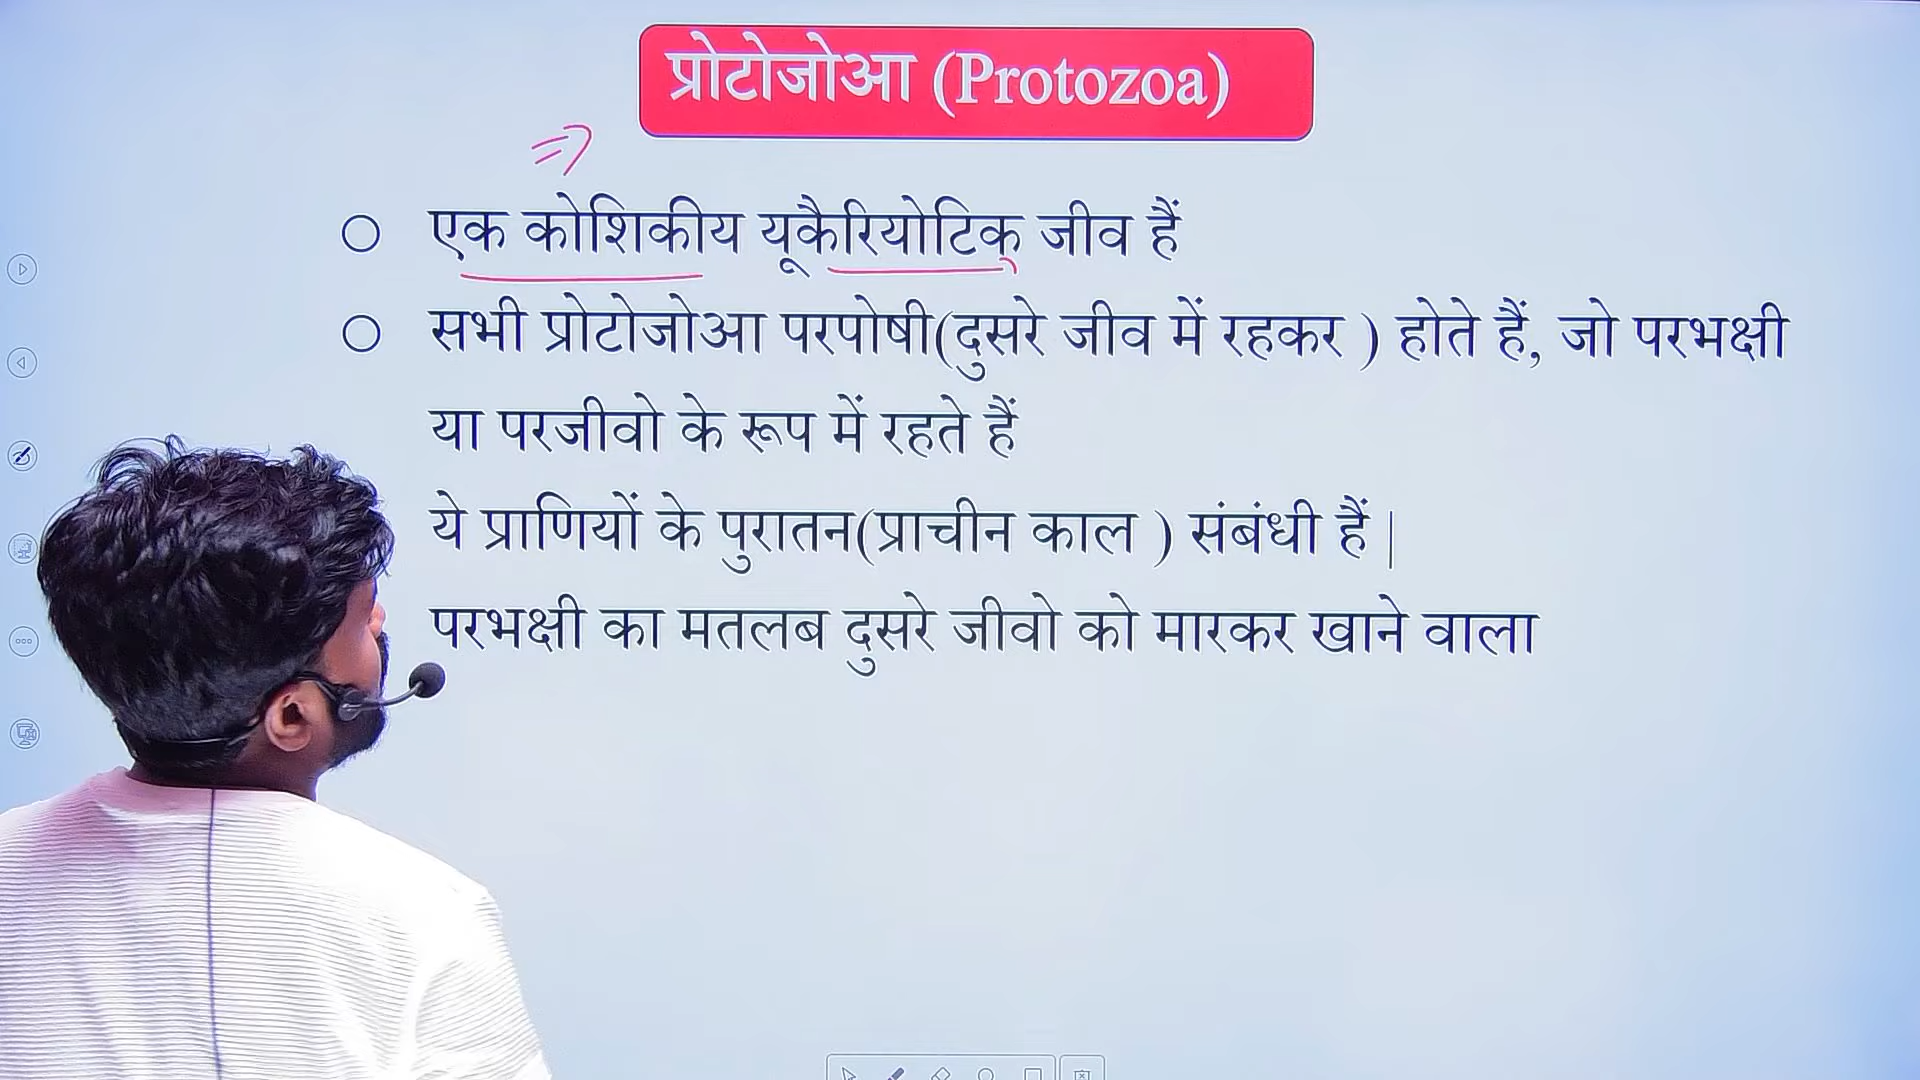 प्रोटोजोआ (Protozoa)
एक कोशिकीय यूकैरियोटिक् जीव हैं
सभी प्रोटोजोआ परपोषी(दुसरे जीव में रहकर ) होते हैं, जो परभक्षी
या परजीवो के रूप में रहते हैं
ये प्राणियों के पुरातन(प्राचीन काल ) संबंधी हैं |
परभक्षी का मतलब दुसरे जीवो को मारकर खाने वाला